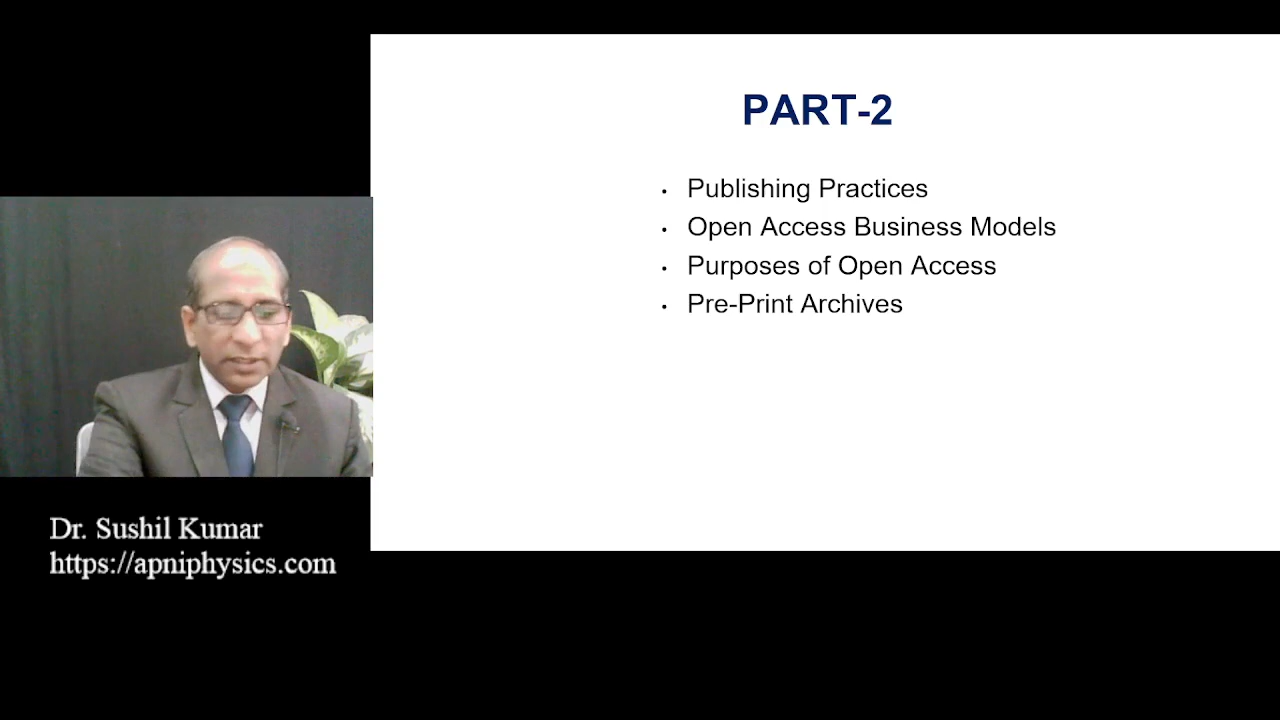 PART-2
• Publishing Practices
• Open Access Business Models
• Purposes of Open Access
• Pre-Print Archives
Dr. Sushil Kumar
https://apniphysics.com